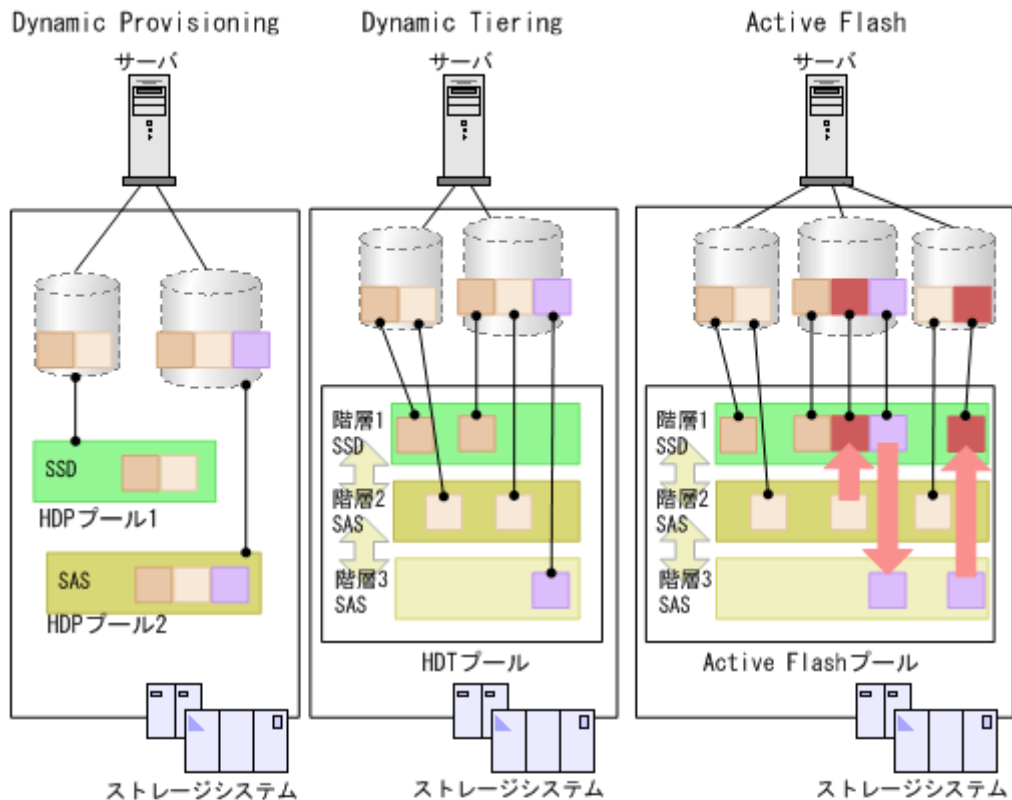 Dynamic Provisioning
サーバ
SSD
HDPプール1
SAS
HDPプール2
ストレージシステム
Dynamic Tiering
サーバ
階層1
SSD
階層2
SAS
階層3
SAS
HDTプール
ストレージシステム
Active Flash
サーバ
階層1
SSD
階層2
SAS
階層3
SAS
Active Flashプール
ストレージシステム